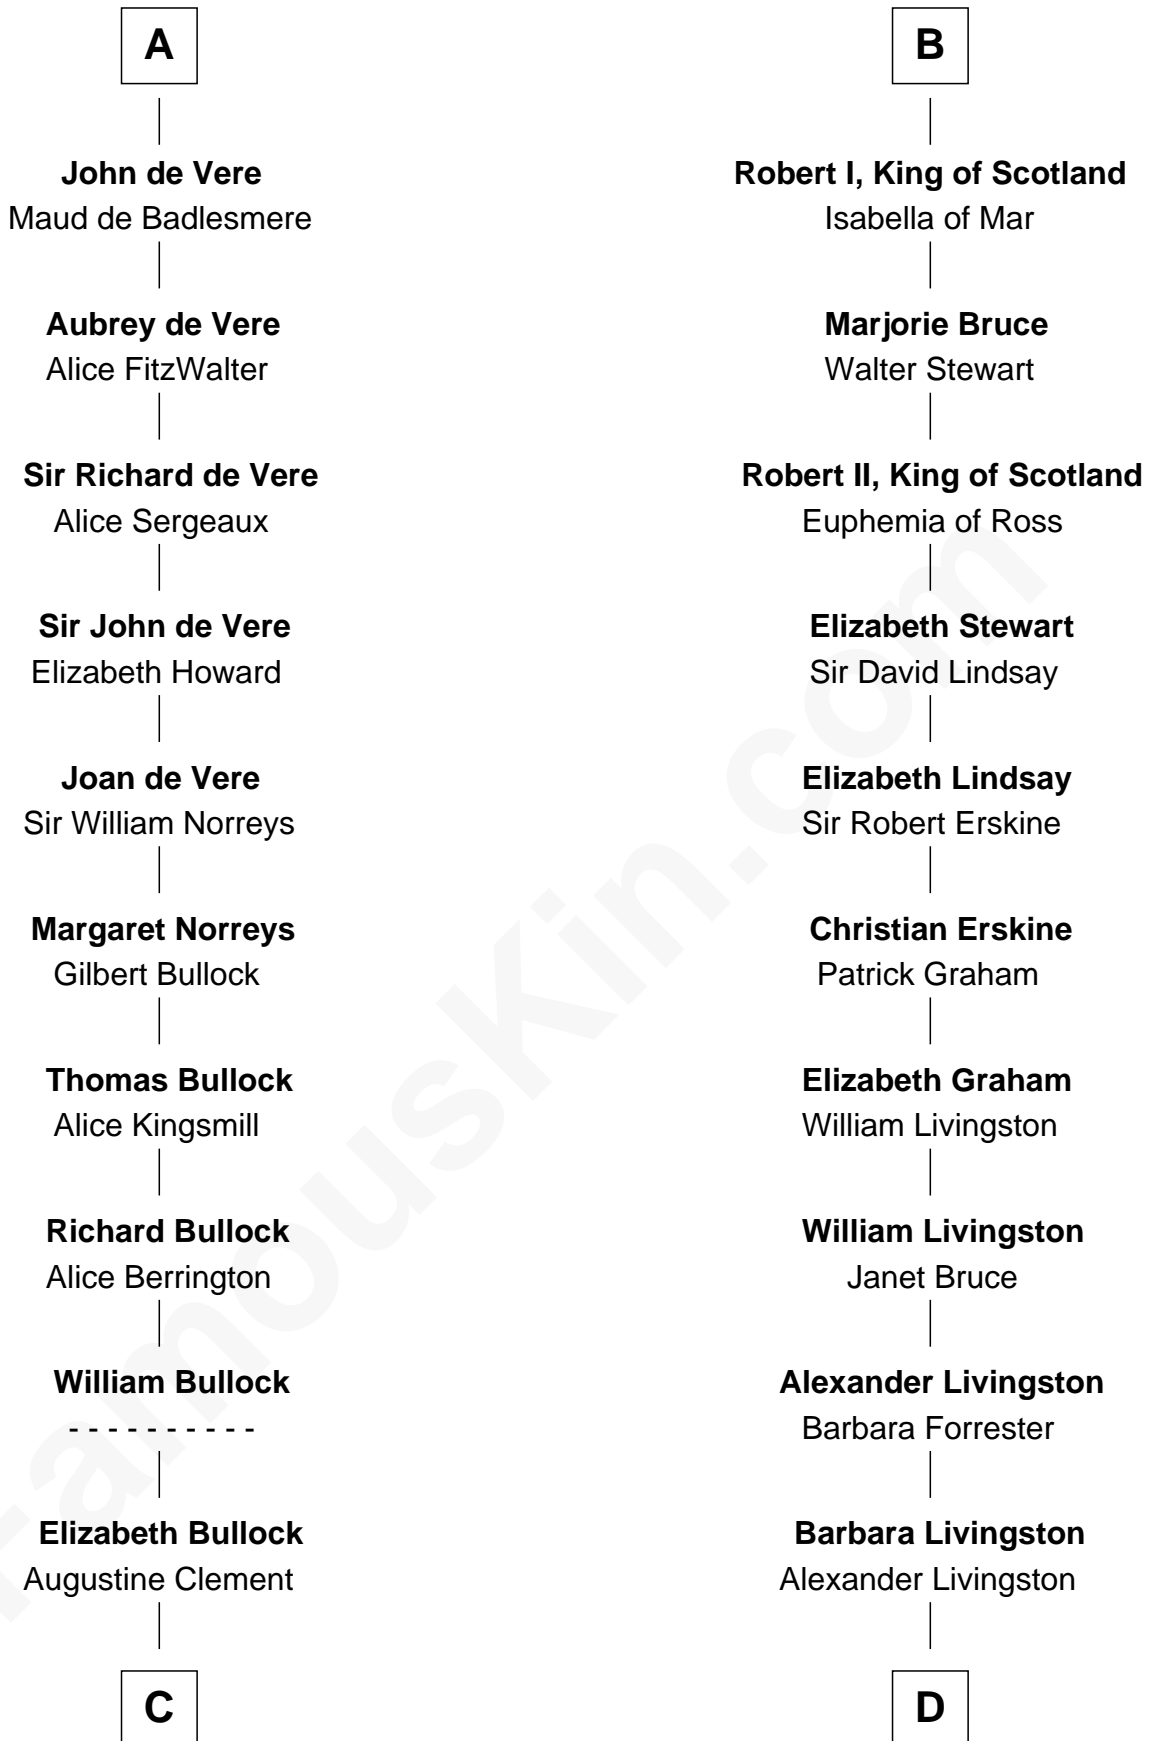 A
John de Vere
Maud de Badlesmere
Aubrey de Vere
Alice FitzWalter
Sir Richard de Vere
Alice Sergeaux
Sir John de Vere
Elizabeth Howard
Joan de Vere
Sir William Norreys
Margaret Norreys
Gilbert Bullock
Thomas Bullock
Alice Kingsmill
Richard Bullock
Alice Berrington
William Bullock
- - - - - - - - - -
Elizabeth Bullock
Augustine Clement
C
B
Robert I, King of Scotland
Isabella of Mar
Marjorie Bruce
Walter Stewart
Robert II, King of Scotland
Euphemia of Ross
Elizabeth Stewart
Sir David Lindsay
Elizabeth Lindsay
Sir Robert Erskine
Christian Erskine
Patrick Graham
Elizabeth Graham
William Livingston
William Livingston
Janet Bruce
Alexander Livingston
Barbara Forrester
Barbara Livingston
Alexander Livingston
D
FamousKin.com